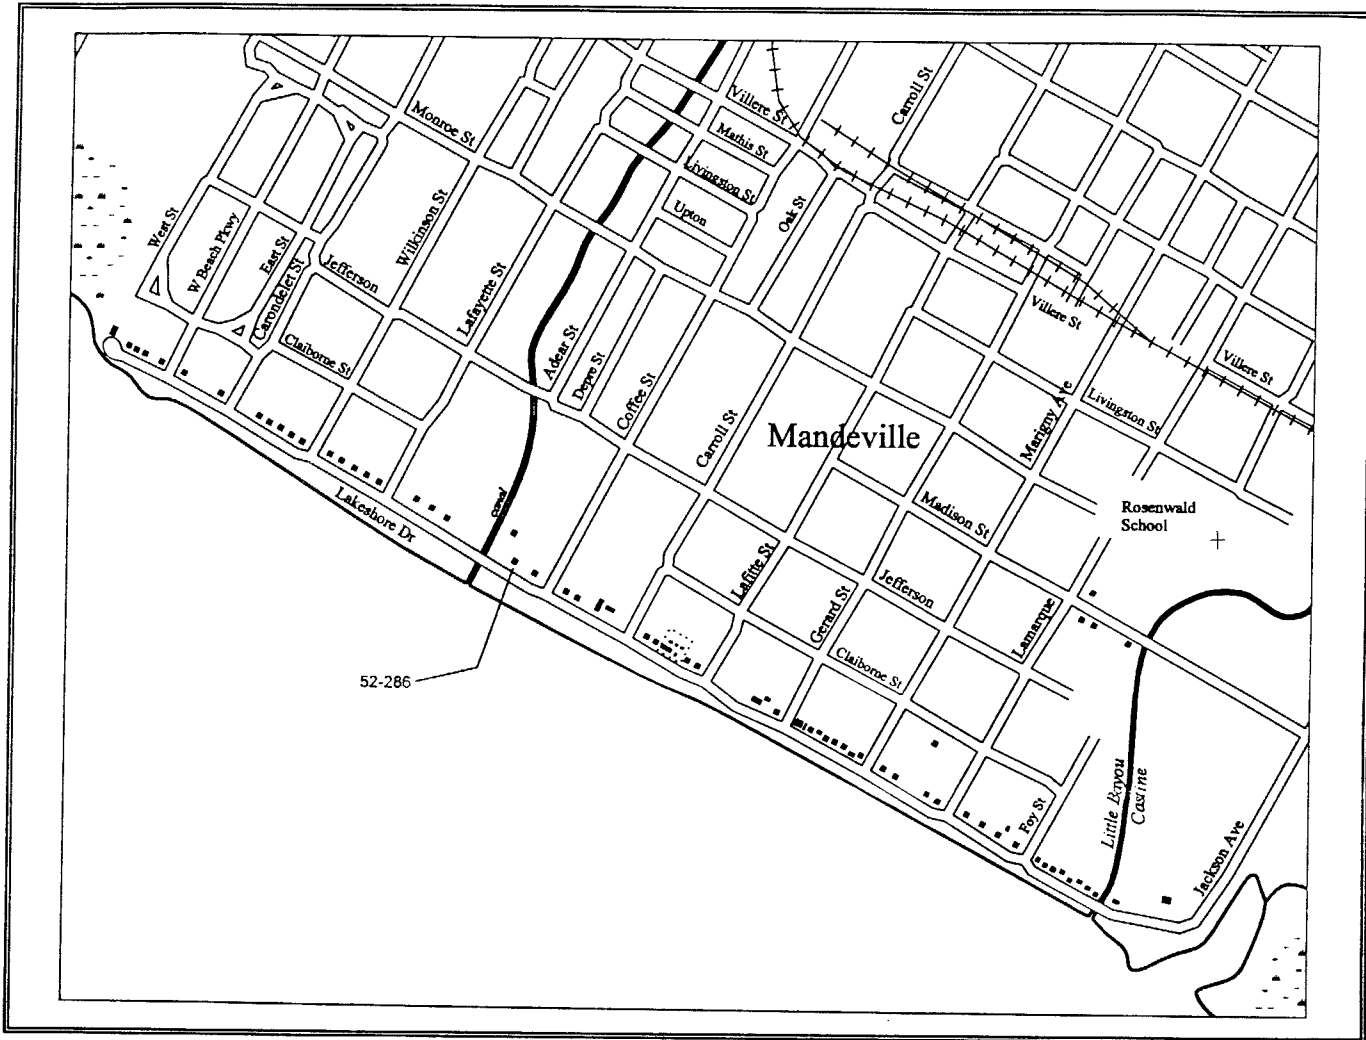 Villere St
Carroll St
Monroe St
Mathis St
Livingston St
Upton
Oak St
West St
W Beach Pkwy
East St
Wilkinson St
Carondelet St
Jefferson
Lafayette St
Villere St
Claiborne St
Adear St
Depre St
Coffee St
Villere St
Livingston St
Marigny Ave
Carroll St
Mandeville
Lakeshore Dr
canal
Madison St
Rosenwald
School
Lafitte St
Jefferson
Gerard St
Lamarque
Claiborne St
52-286
Foy St
Little Bayou
Castine
Jackson Ave